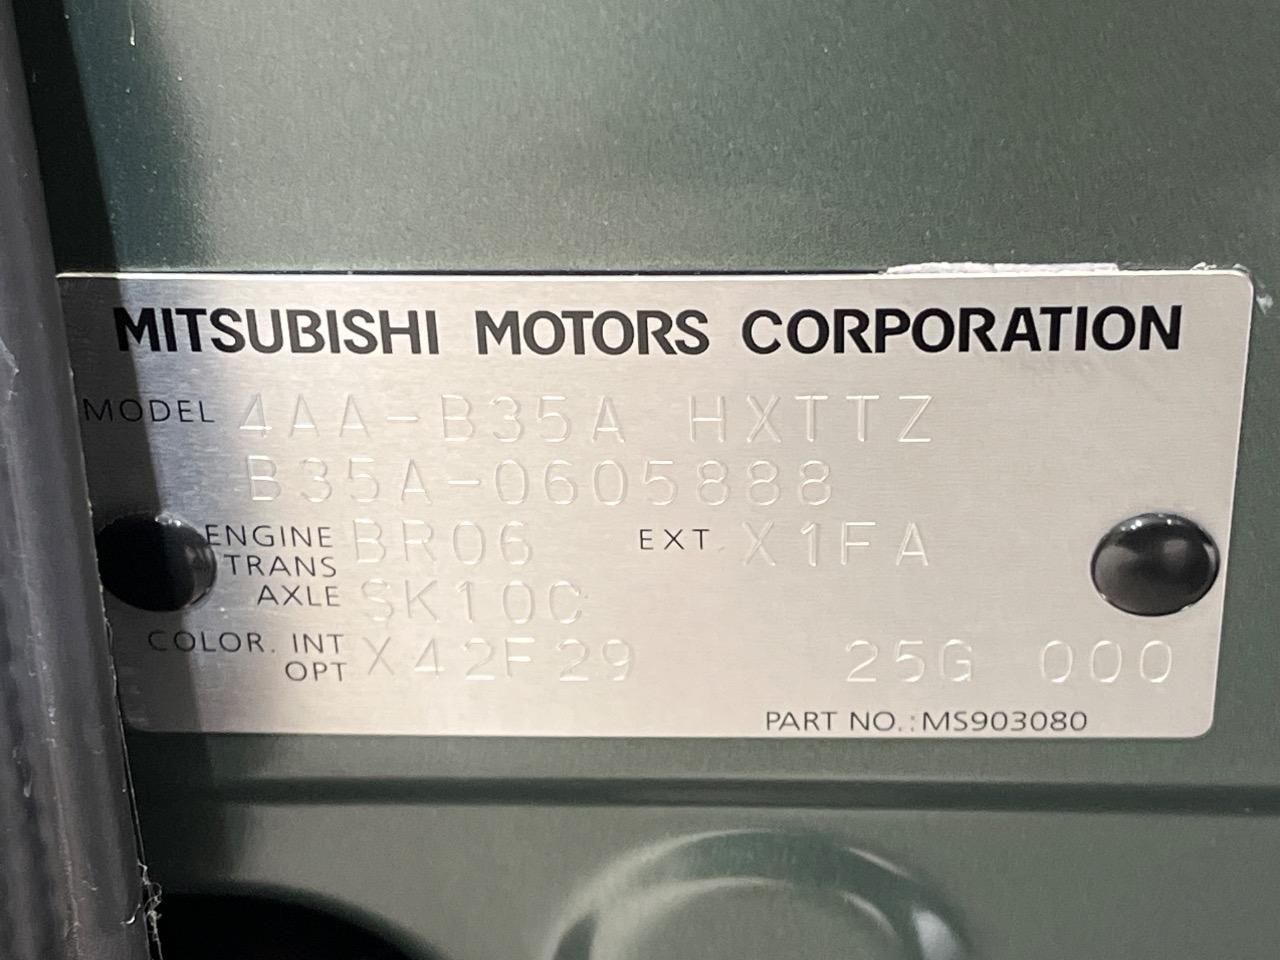 MITSUBISHI MOTORS CORPORATION
MODEL 4AA-B35A HXTTZ
B35A-0605888
ENGINE BR06 EXT X1FA
TRANS
AXLE SK10C
COLOR. INT X42F29 25G 000
OPT
PART NO.:MS903080